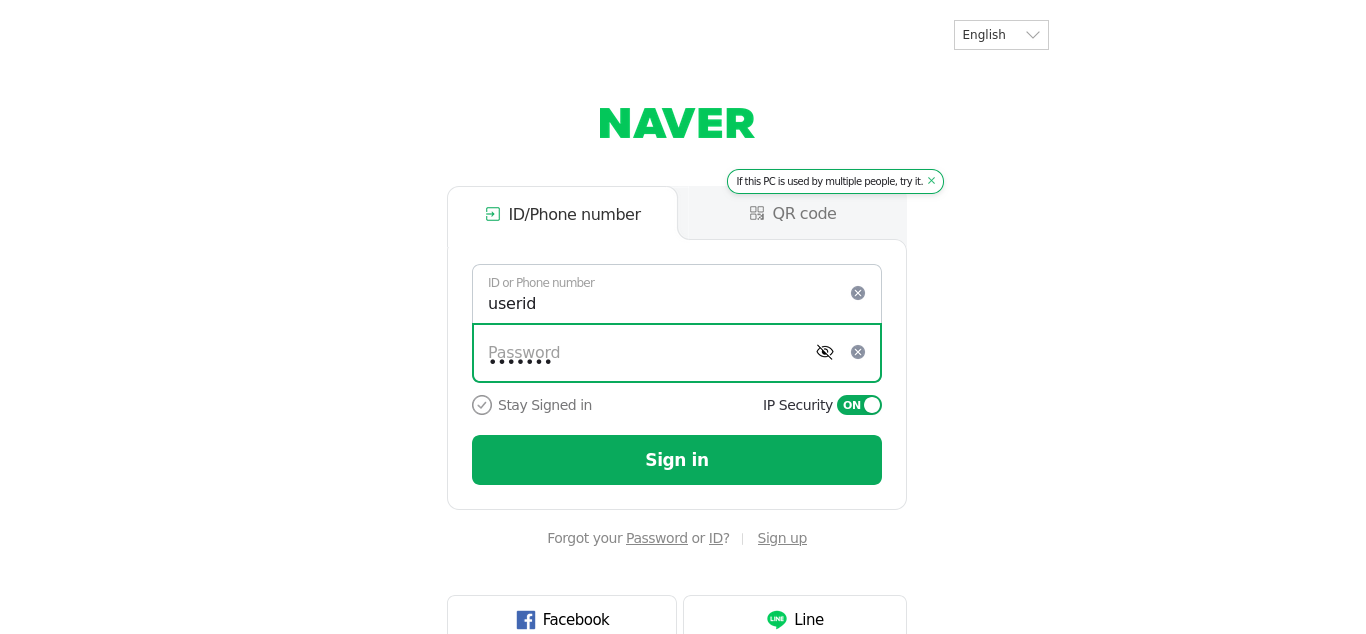 English
NAVER
If this PC is used by multiple people, try it.
ID/Phone number
QR code
ID or Phone number
userid
Password
•••••••
Stay Signed in
IP Security ON
Sign in
Forgot your Password or ID?
Sign up
Facebook
LINE Line